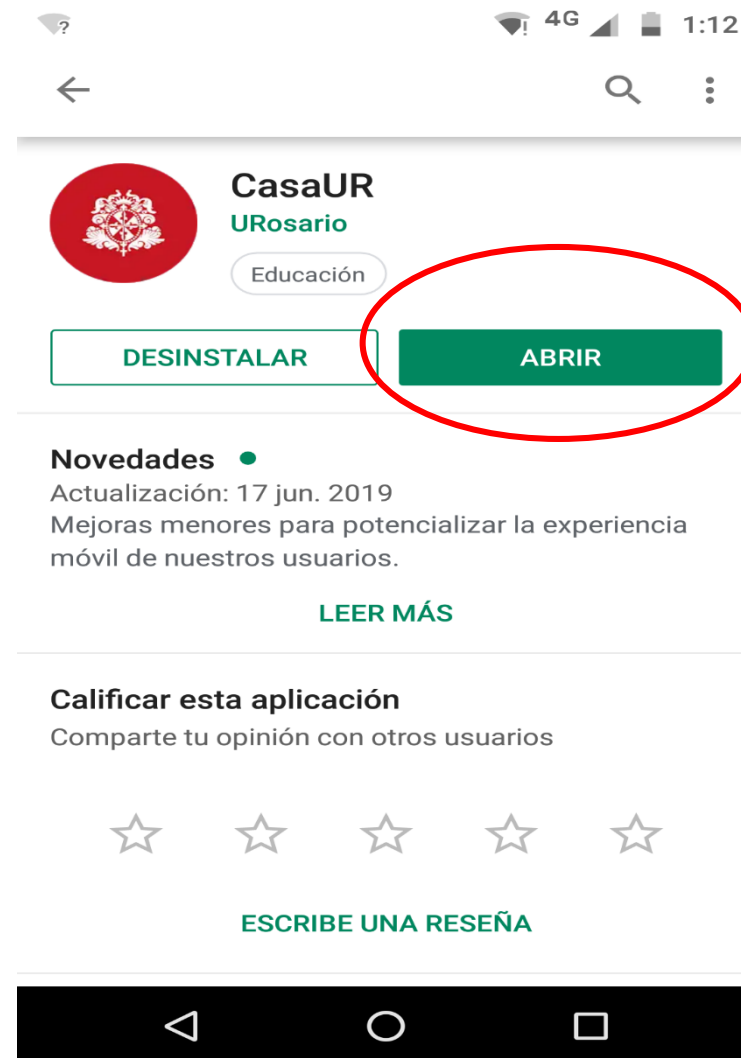 ? ! 4G 1:12
CasaUR
URosario
Educación
DESINSTALAR ABRIR
Novedades
Actualización: 17 jun. 2019
Mejoras menores para potencializar la experiencia
móvil de nuestros usuarios.
LEER MÁS
Calificar esta aplicación
Comparte tu opinión con otros usuarios
ESCRIBE UNA RESEÑA